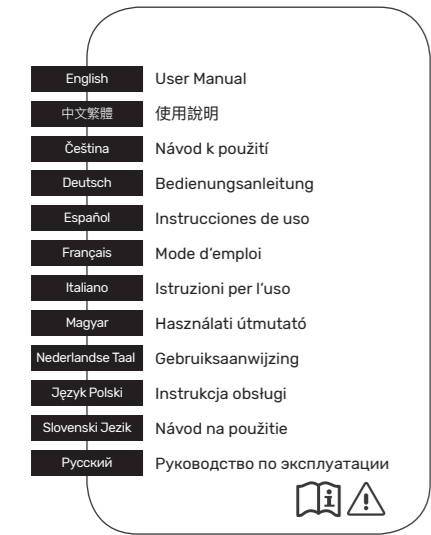 English User Manual
中文繁體 使用說明
Čeština Návod k použití
Deutsch Bedienungsanleitung
Español Instrucciones de uso
Français Mode d'emploi
Italiano Istruzioni per l'uso
Magyar Használati útmutató
Nederlandse Taal Gebruiksaanwijzing
Język Polski Instrukcja obsługi
Slovenski Jezik Návod na použitie
Русский Руководство по эксплуатации